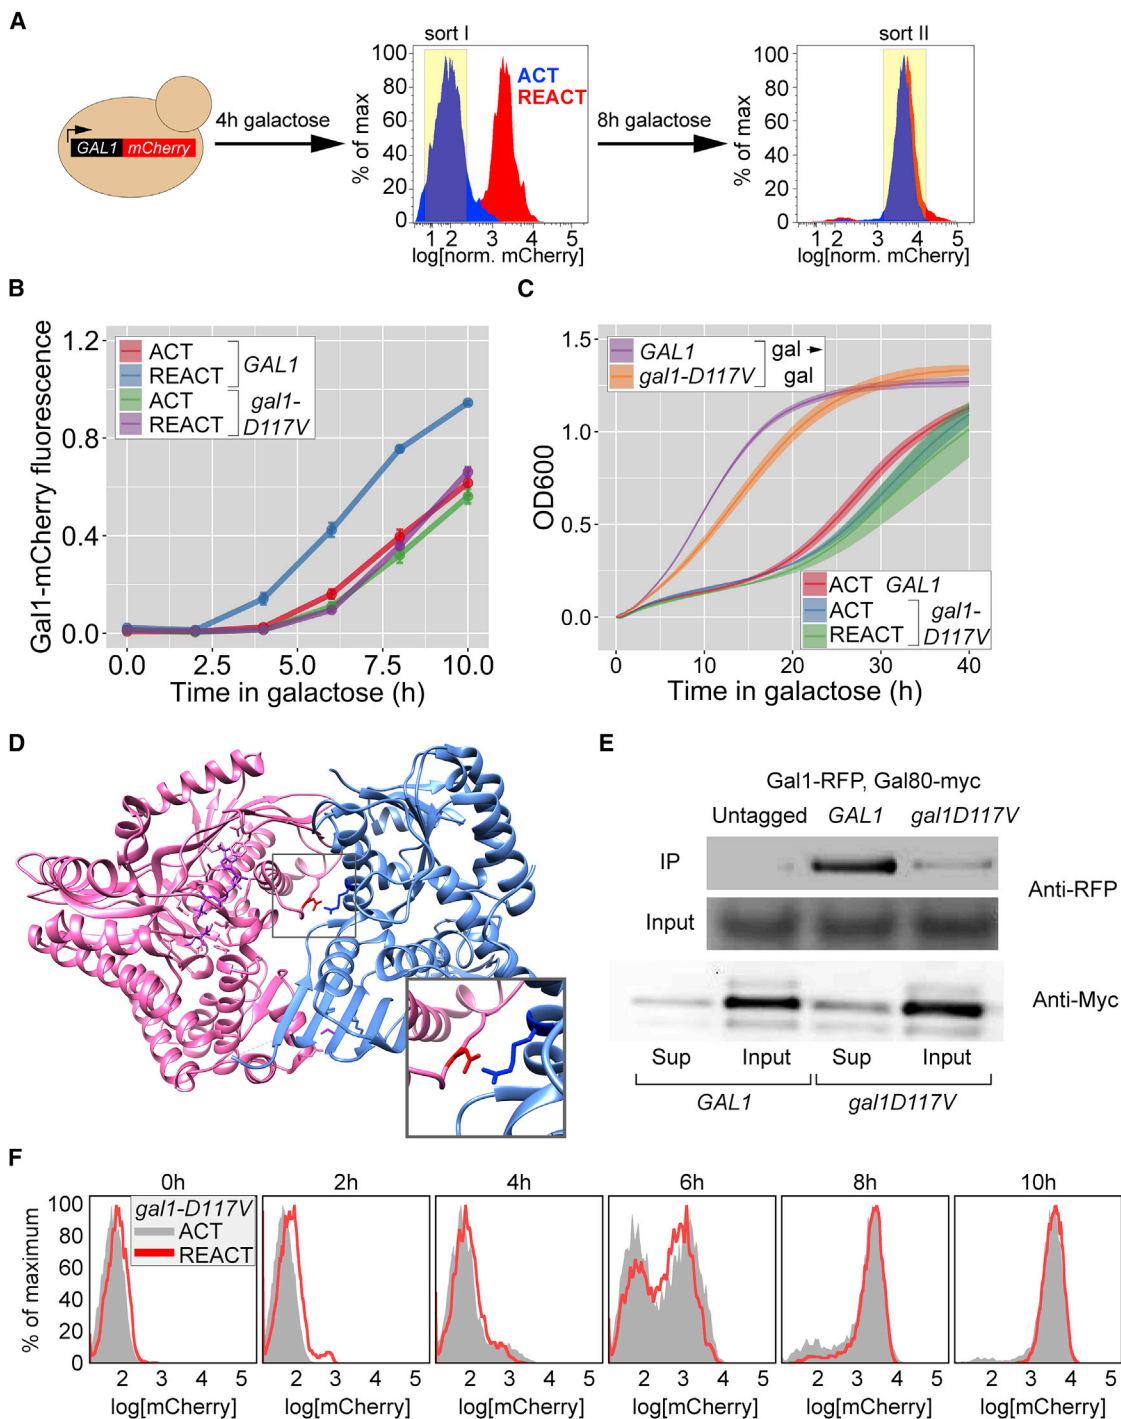 A
sort I
sort II
GAL1 mCherry
4h galactose
8h galactose
% of max
100
80
60
40
20
0
ACT
REACT
1 2 3 4 5
log[norm. mCherry]
% of max
100
80
60
40
20
0
1 2 3 4 5
log[norm. mCherry]
B
Gal1-mCherry fluorescence
1.2
0.8
0.4
0.0
ACT
REACT
GAL1
ACT
REACT
gal1-
D117V
0.0 2.5 5.0 7.5 10.0
Time in galactose (h)
C
OD600
1.5
1.0
0.5
0.0
GAL1
gal1-D117V
gal →
gal
ACT GAL1
ACT
REACT
gal1-
D117V
0 10 20 30 40
Time in galactose (h)
D
E
Gal1-RFP, Gal80-myc
Untagged GAL1 gal1D117V
IP
Input
Anti-RFP
Anti-Myc
Sup Input Sup Input
GAL1 gal1D117V
F
0h 2h 4h 6h 8h 10h
% of maximum
100
80
60
40
20
0
gal1-D117V
ACT
REACT
2 3 4 5 2 3 4 5 2 3 4 5 2 3 4 5 2 3 4 5 2 3 4 5
log[mCherry] log[mCherry] log[mCherry] log[mCherry] log[mCherry] log[mCherry]